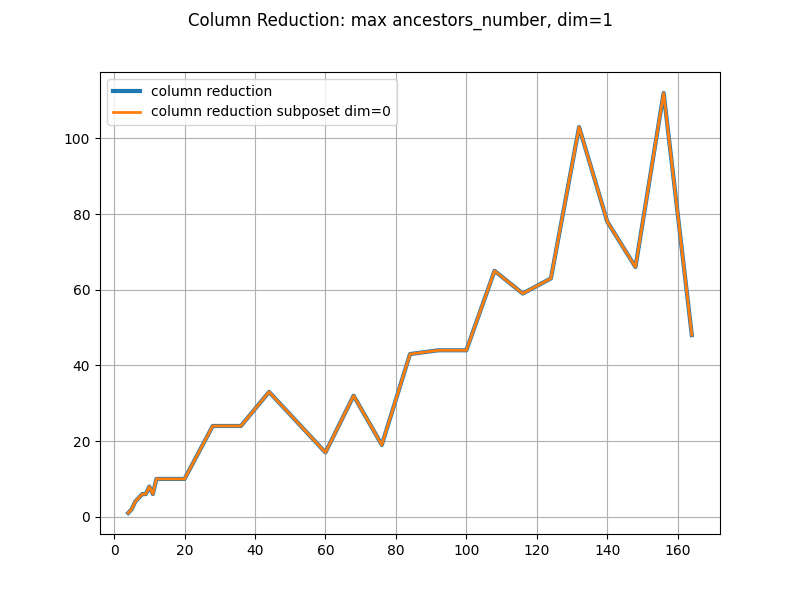 Column Reduction: max ancestors_number, dim=1
column reduction
column reduction subposet dim=0
100
80
60
40
20
0
0 20 40 60 80 100 120 140 160